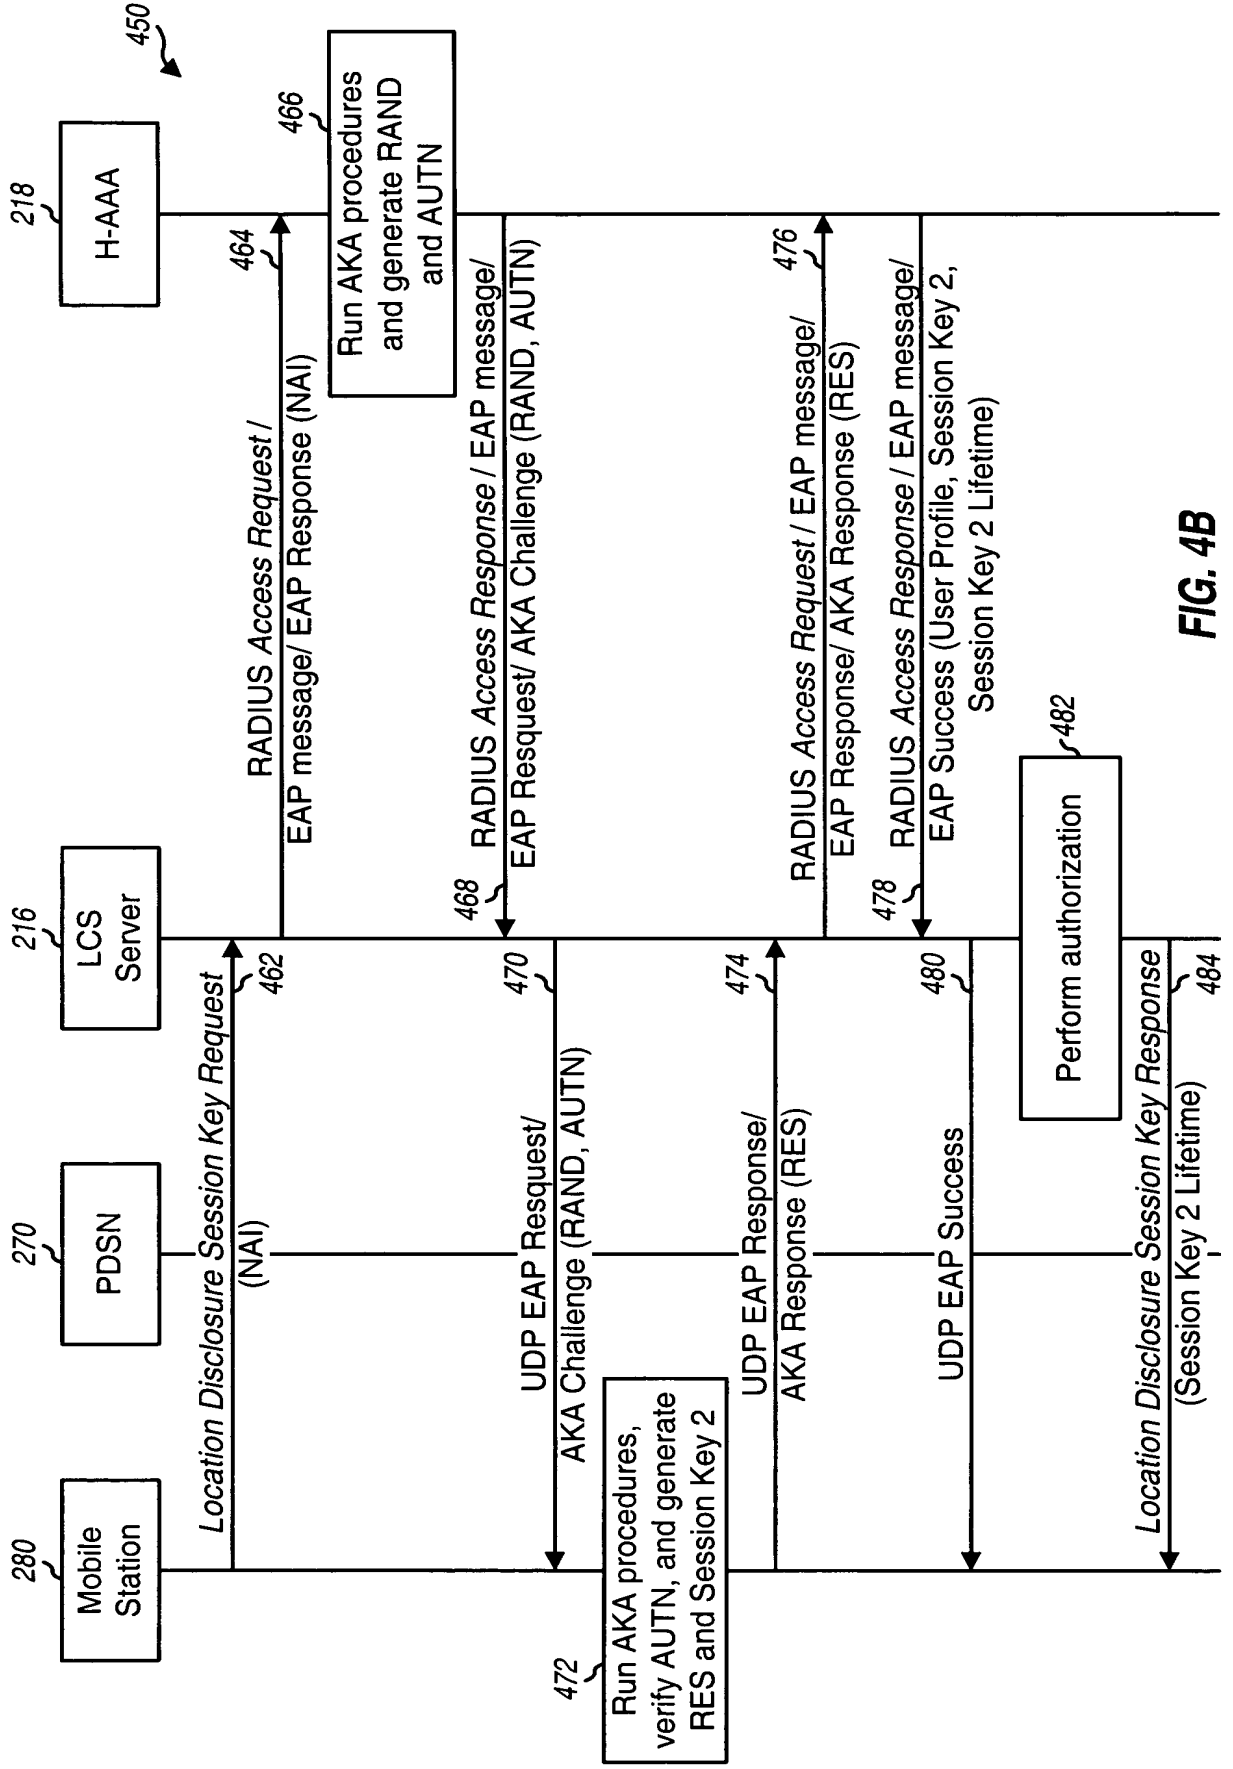 450
280
Mobile
Station
270
PDSN
216
LCS
Server
218
H-AAA
Location Disclosure Session Key Request
(NAI)
462
RADIUS Access Request /
EAP message/ EAP Response (NAI)
464
466
Run AKA procedures
and generate RAND
and AUTN
RADIUS Access Response / EAP message/
EAP Resquest/ AKA Challenge (RAND, AUTN)
468
470
UDP EAP Resquest/
AKA Challenge (RAND, AUTN)
472
Run AKA procedures,
verify AUTN, and generate
RES and Session Key 2
UDP EAP Response/
AKA Response (RES)
474
RADIUS Access Request / EAP message/
EAP Response/ AKA Response (RES)
476
RADIUS Access Response / EAP message/
EAP Success (User Profile, Session Key 2,
Session Key 2 Lifetime)
478
UDP EAP Success
480
Perform authorization
482
Location Disclosure Session Key Response
(Session Key 2 Lifetime)
484
FIG. 4B